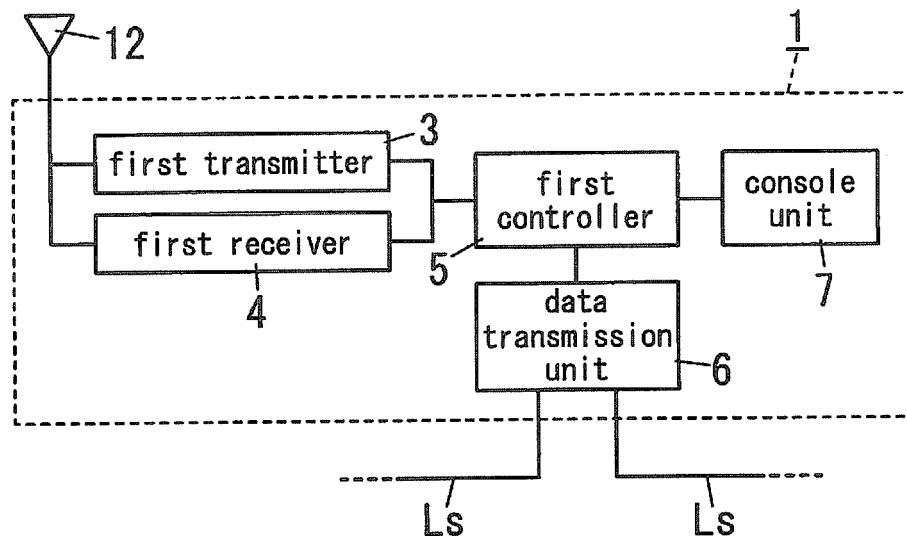 12
1
3
first transmitter
first receiver
4
first
controller
5
console
unit
7
data
transmission
unit
6
Ls
Ls